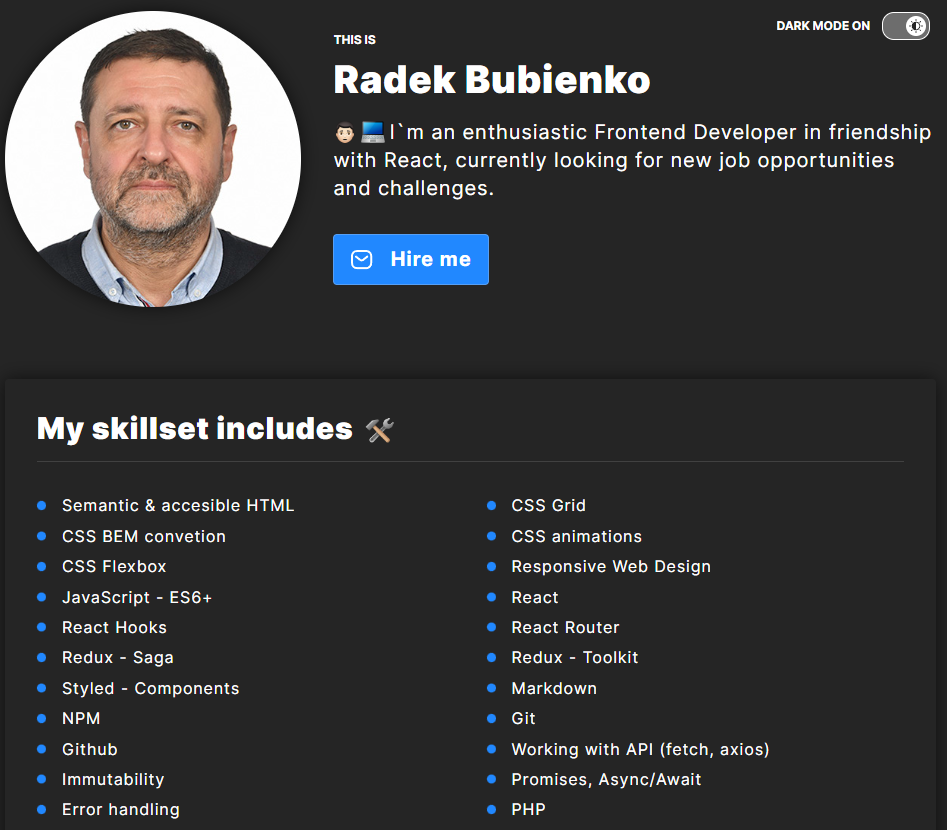 DARK MODE ON
THIS IS
Radek Bubienko
I`m an enthusiastic Frontend Developer in friendship
with React, currently looking for new job opportunities
and challenges.
Hire me
My skillset includes
Semantic & accesible HTML
CSS Grid
CSS BEM convetion
CSS animations
CSS Flexbox
Responsive Web Design
JavaScript - ES6+
React
React Hooks
React Router
Redux - Saga
Redux - Toolkit
Styled - Components
Markdown
NPM
Git
Github
Working with API (fetch, axios)
Immutability
Promises, Async/Await
Error handling
PHP